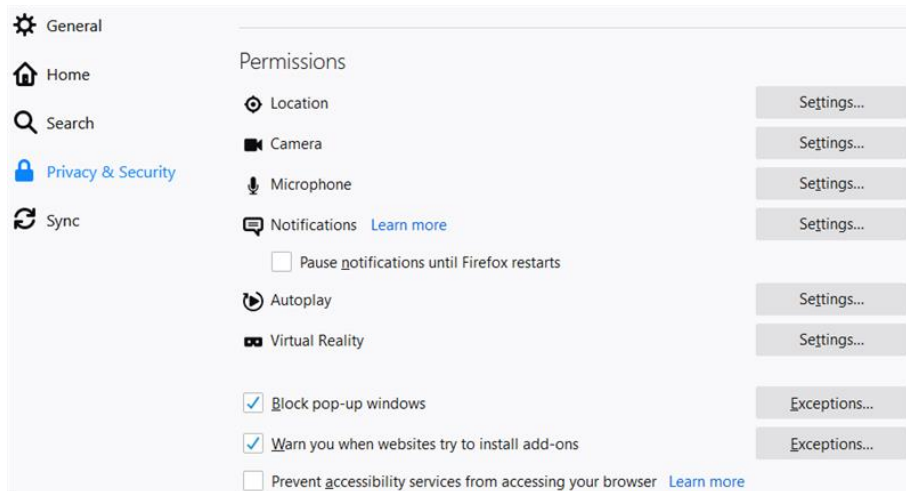 General
Home
Search
Privacy & Security
Sync
Permissions
Location Settings...
Camera Settings...
Microphone Settings...
Notifications Learn more Settings...
Pause notifications until Firefox restarts
Autoplay Settings...
Virtual Reality Settings...
Block pop-up windows Exceptions...
Warn you when websites try to install add-ons Exceptions...
Prevent accessibility services from accessing your browser Learn more